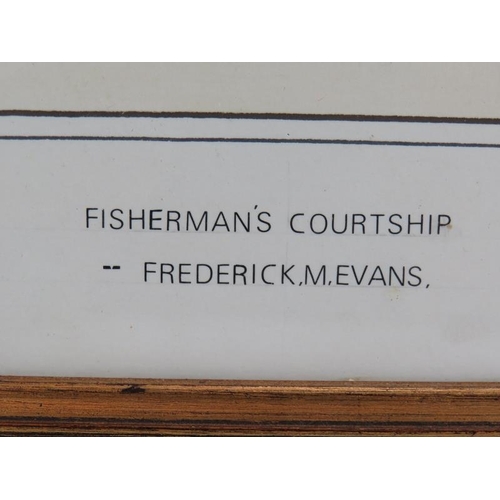 FISHERMAN'S COURTSHIP
-- FREDERICK.M.EVANS.